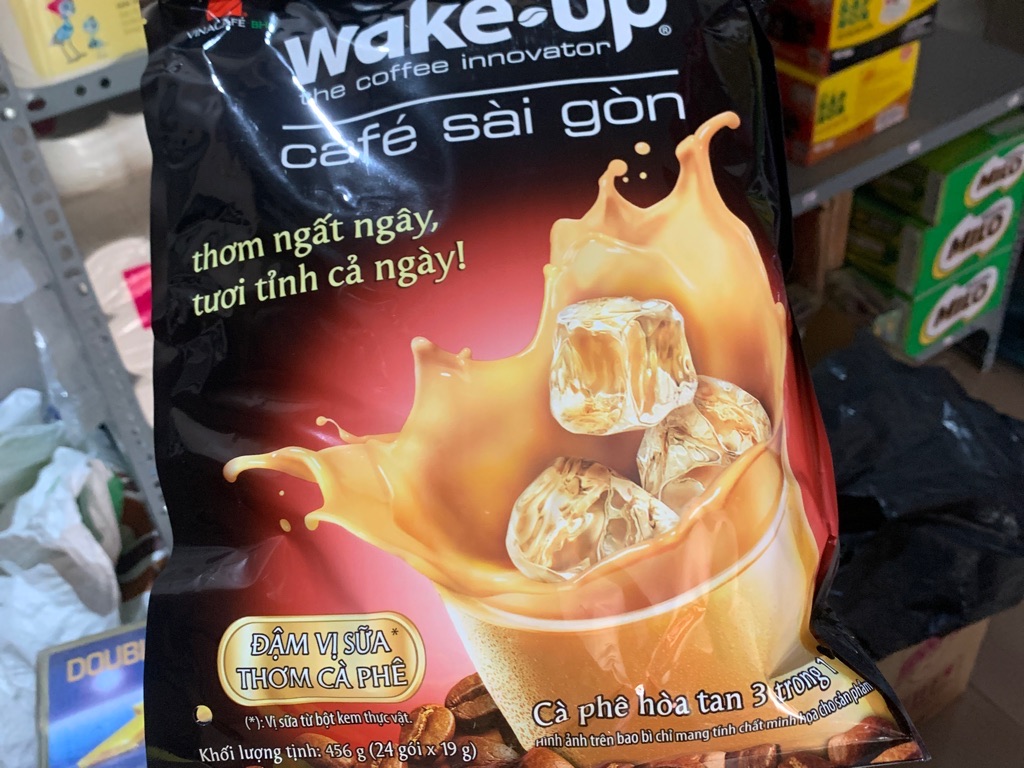 VINACAFÉ BH
wake-up®
the coffee innovator
café sài gòn
thơm ngất ngây,
tươi tỉnh cả ngày!
ĐẬM VỊ SỮA*
THƠM CÀ PHÊ
(*): Vị sữa từ bột kem thực vật.
Khối lượng tịnh: 456 g (24 gói x 19 g)
Cà phê hòa tan 3 trong 1
Hình ảnh trên bao bì chỉ mang tính chất minh họa cho sản phẩm
MILO
MILO
MILO
DOUB